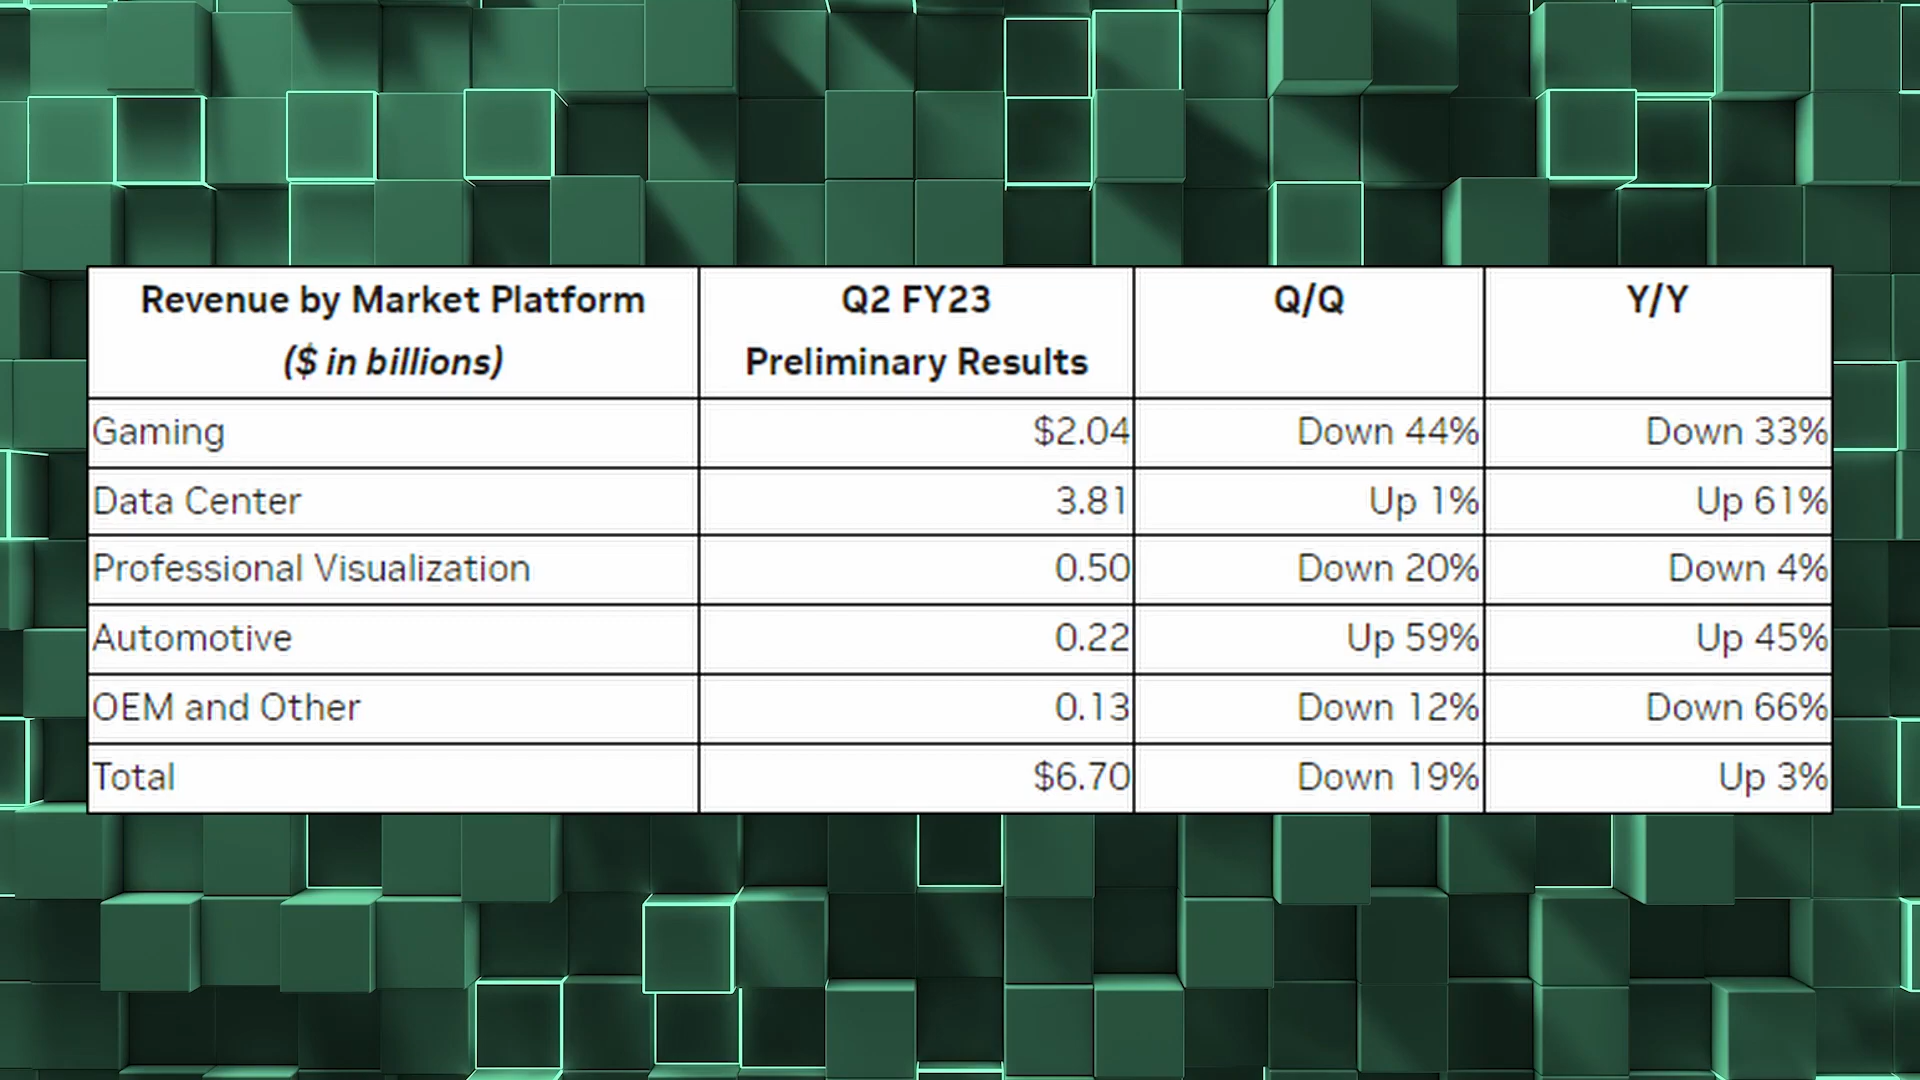 Revenue by Market Platform
($ in billions)
Q2 FY23
Preliminary Results
Q/Q
Y/Y
Gaming $2.04 Down 44% Down 33%
Data Center 3.81 Up 1% Up 61%
Professional Visualization 0.50 Down 20% Down 4%
Automotive 0.22 Up 59% Up 45%
OEM and Other 0.13 Down 12% Down 66%
Total $6.70 Down 19% Up 3%